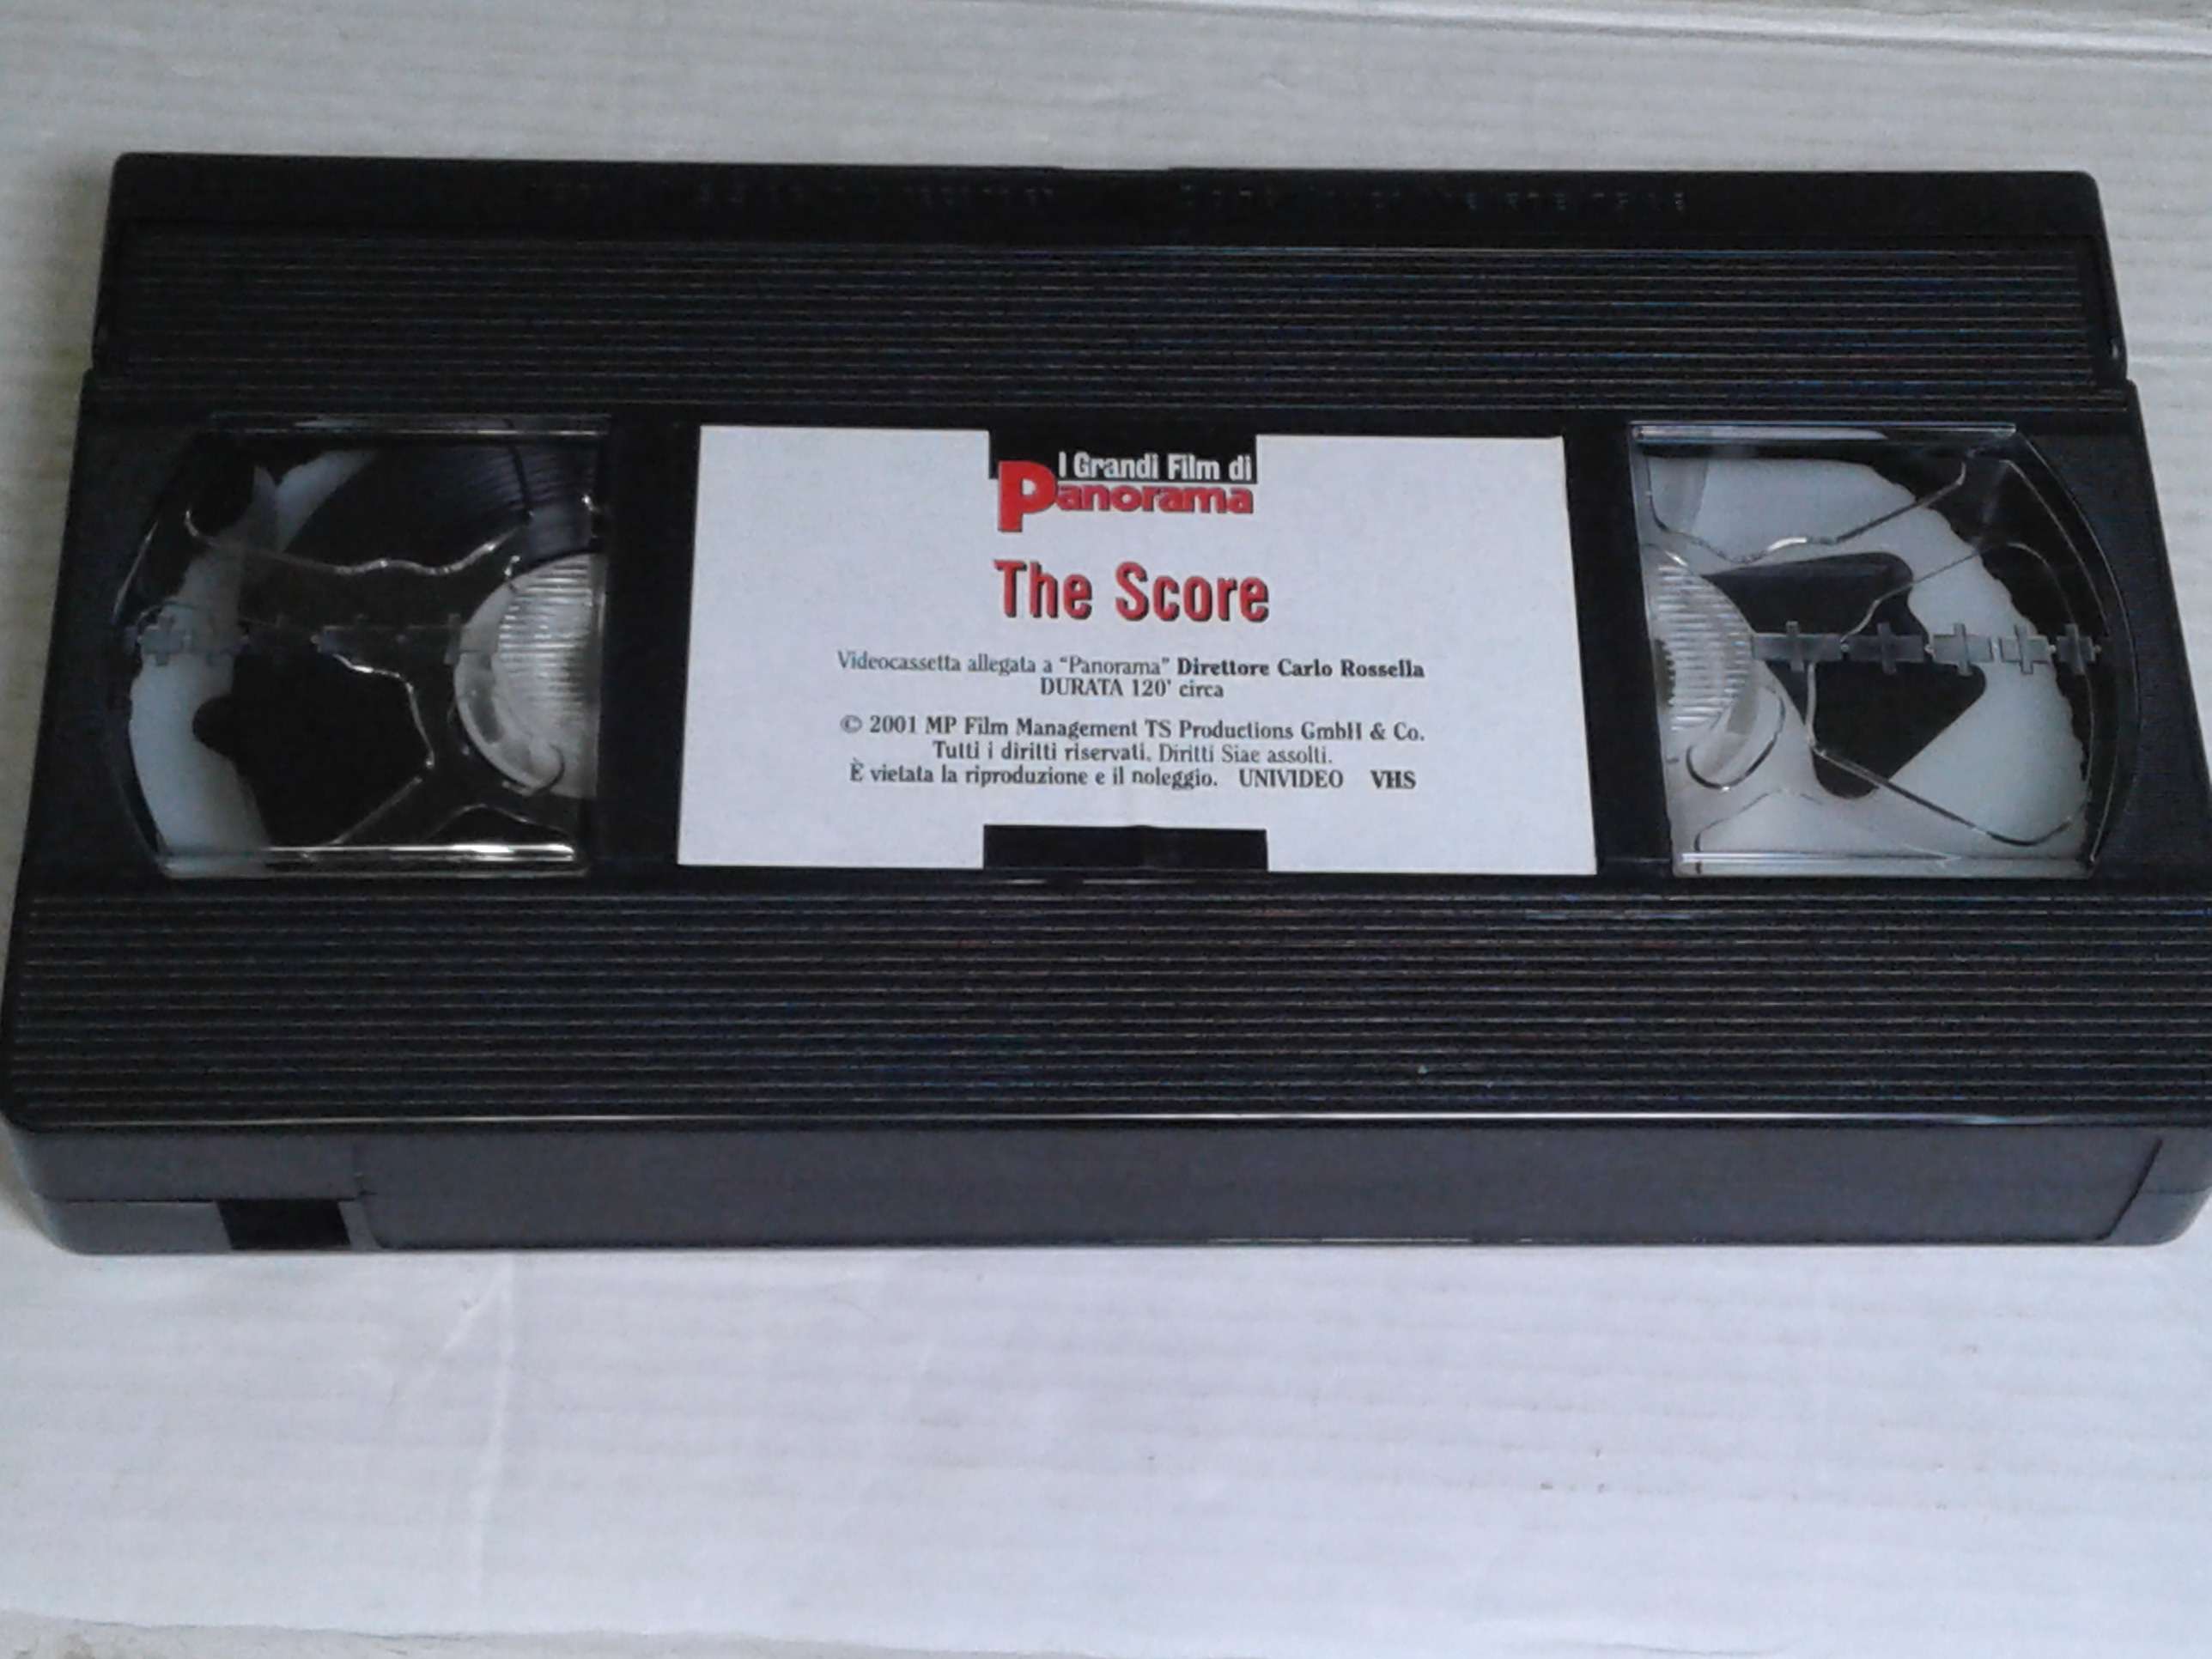 I Grandi Film di
Panorama
The Score
Videocassetta allegata a "Panorama" Direttore Carlo Rossella
DURATA 120' circa
© 2001 MP Film Management TS Productions GmbH & Co.
Tutti i diritti riservati. Diritti Siae assolti.
È vietata la riproduzione e il noleggio. UNIVIDEO VHS